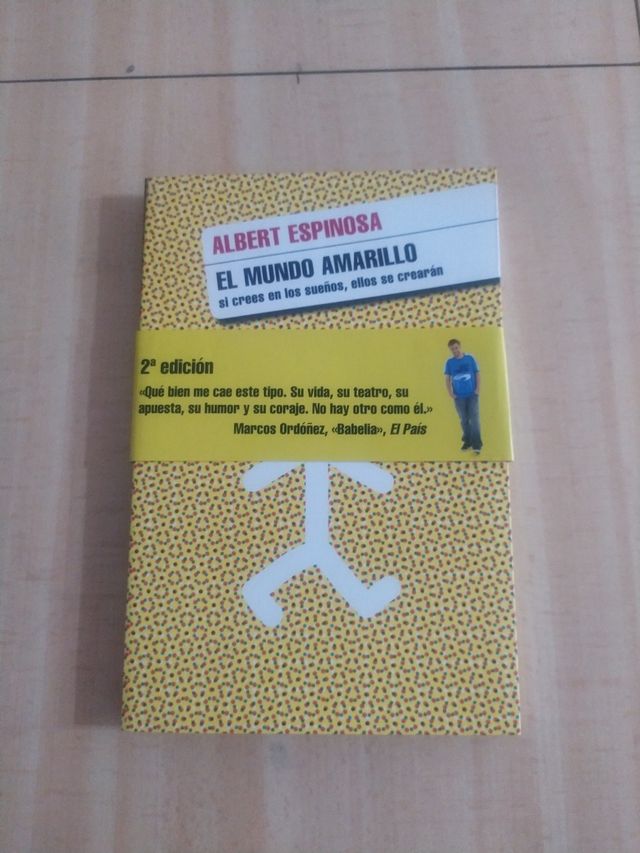 ALBERT ESPINOSA
EL MUNDO AMARILLO
si crees en los sueños, ellos se crearán
2ª edición
«Qué bien me cae este tipo. Su vida, su teatro, su
apuesta, su humor y su coraje. No hay otro como él.»
Marcos Ordóñez, «Babelia», El País